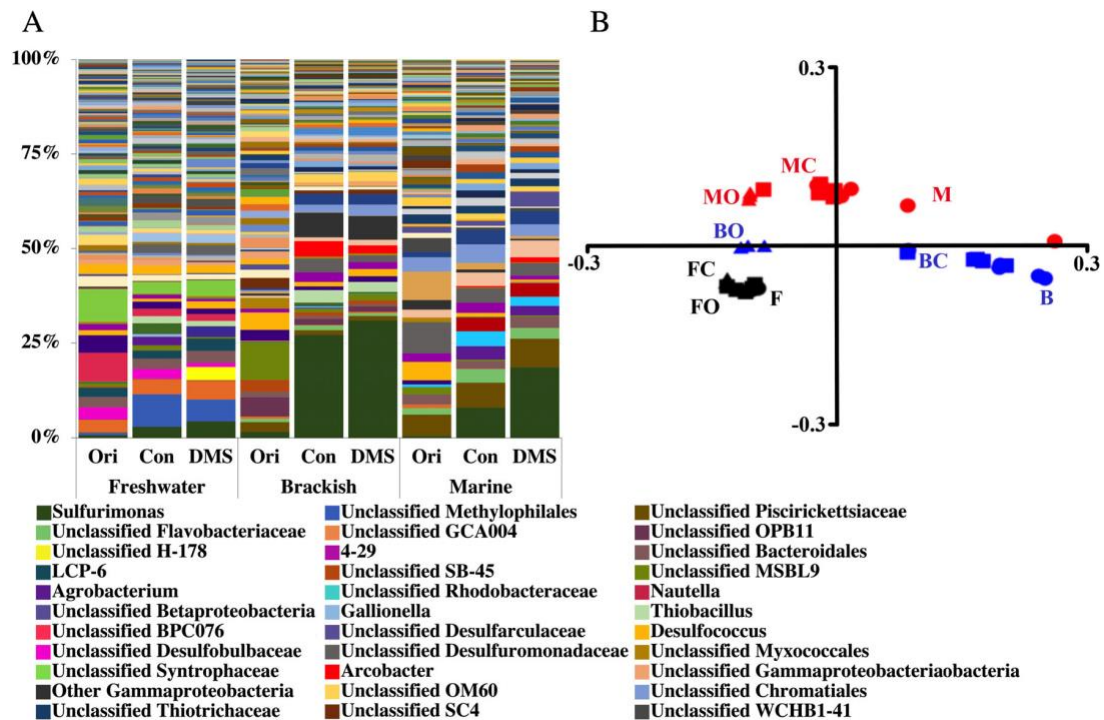 A
B
100%
75%
50%
25%
0%
Ori Con DMS Ori Con DMS Ori Con DMS
Freshwater Brackish Marine
0.3
MC
MO
M
BO
-0.3
0.3
FC
BC
FO
F
B
-0.3
Sulfurimonas Unclassified Methylophilales Unclassified Piscirickettsiaceae
Unclassified Flavobacteriaceae Unclassified GCA004 Unclassified OPB11
Unclassified H-178 4-29 Unclassified Bacteroidales
LCP-6 Unclassified SB-45 Unclassified MSBL9
Agrobacterium Unclassified Rhodobacteraceae Nautella
Unclassified Betaproteobacteria Gallionella Thiobacillus
Unclassified BPC076 Unclassified Desulfarculaceae Desulfococcus
Unclassified Desulfobulbaceae Unclassified Desulfuromonadaceae Unclassified Myxococcales
Unclassified Syntrophaceae Arcobacter Unclassified Gammaproteobacteriaobacteria
Other Gammaproteobacteria Unclassified OM60 Unclassified Chromatiales
Unclassified Thiotrichaceae Unclassified SC4 Unclassified WCHB1-41